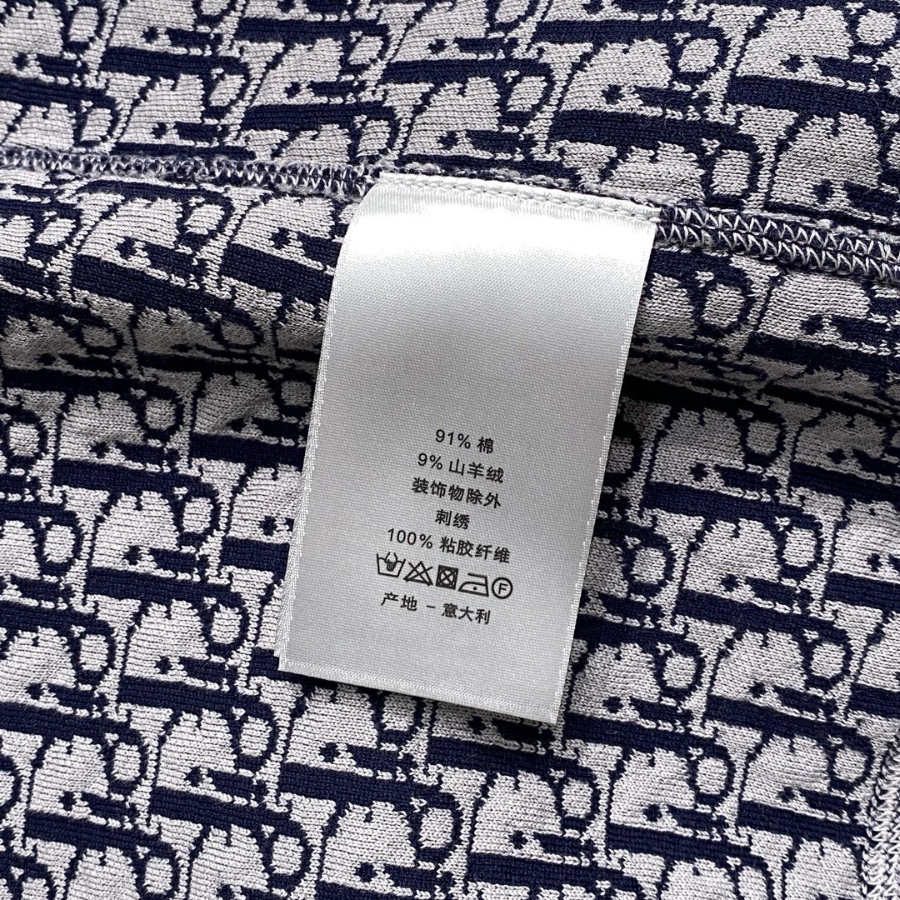 91% 棉
9% 山羊绒
装饰物除外
刺绣
100% 粘胶纤维
F
产地 - 意大利